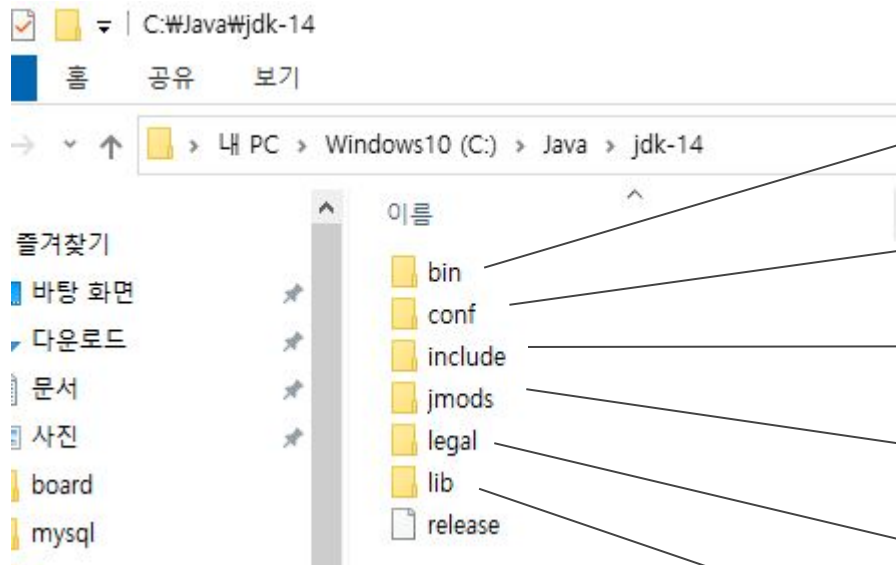 C:₩Java₩jdk-14
홈 공유 보기
내 PC > Windows10 (C:) > Java > jdk-14
이름
즐겨찾기
bin
바탕 화면
conf
다운로드
include
문서
jmods
사진
legal
board
lib
mysql
release